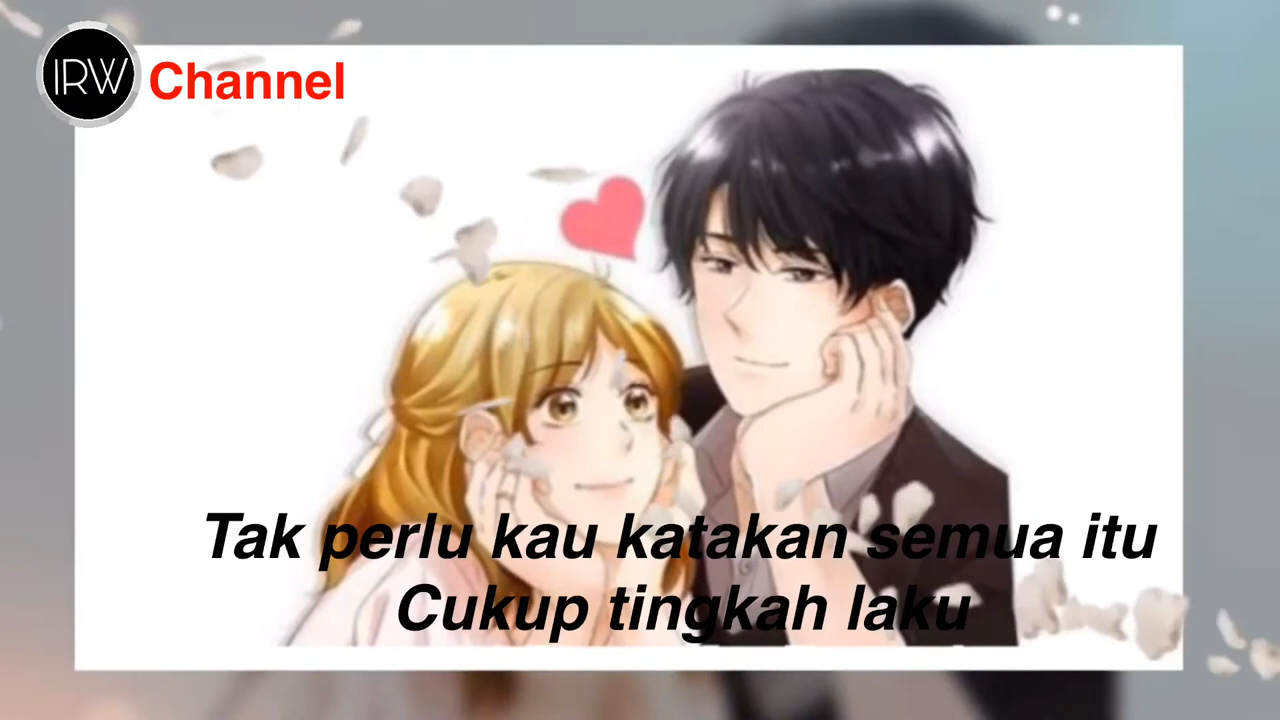 IRW Channel
Tak perlu kau katakan semua itu
Cukup tingkah laku